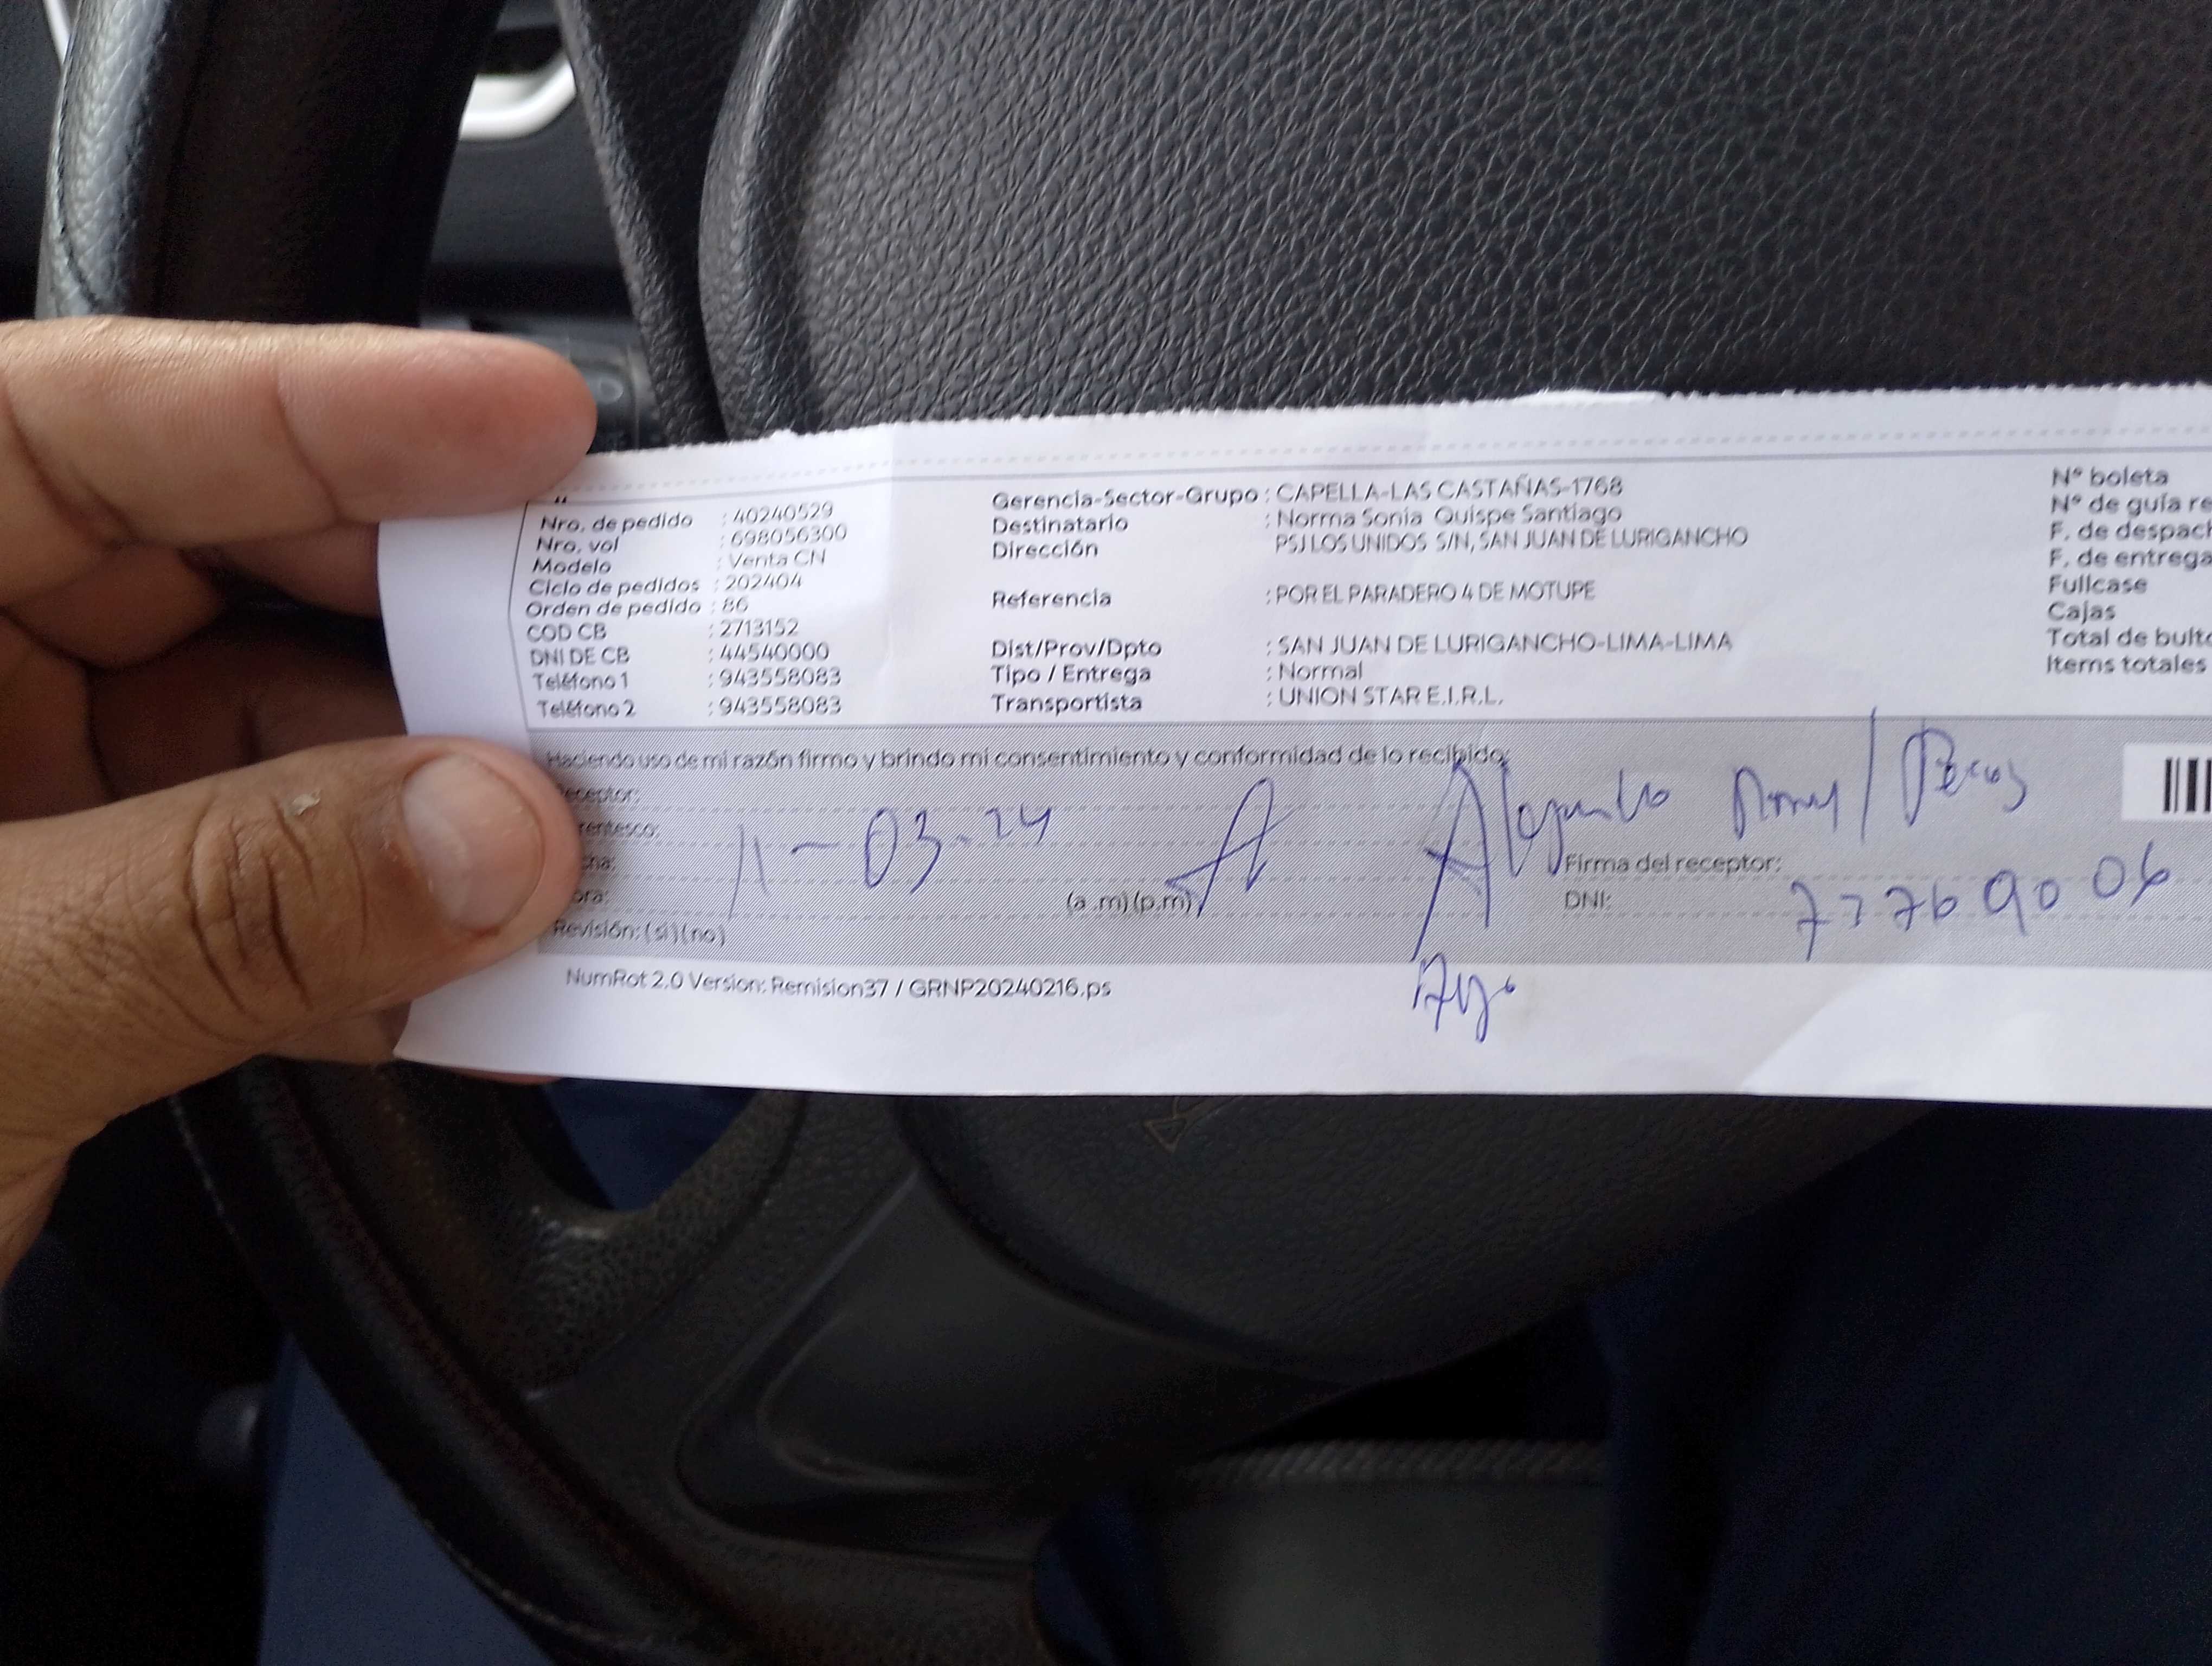 Nro. de pedido : 40240529
Nro. vol : 698056300
Modelo : Venta CN
Ciclo de pedidos : 202404
Orden de pedido : 86
COD CB : 2713152
DNI DE CB : 44540000
Teléfono 1 : 943558083
Teléfono 2 : 943558083
Gerencia-Sector-Grupo : CAPELLA-LAS CASTAÑAS-1768
Destinatario : Norma Sonia Quispe Santiago
Dirección PSJ LOS UNIDOS S/N, SAN JUAN DE LURIGANCHO
Referencia : POR EL PARADERO 4 DE MOTUPE
Dist/Prov/Dpto : SAN JUAN DE LURIGANCHO-LIMA-LIMA
Tipo / Entrega : Normal
Transportista : UNION STAR E.I.R.L.
N° boleta
N° de guía re
F. de despach
F. de entrega
Fullcase
Cajas
Total de bulto
Items totales
Haciendo uso de mi razón firmo y brindo mi consentimiento y conformidad de lo recibido:
eceptor:
rentesco:
cha: 11-03-24
ora: (a .m) (p.m)
Revisión: (si) (no)
Firma del receptor:
DNI: 77769006
NumRot 2.0 Version: Remision37 / GRNP20240216.ps